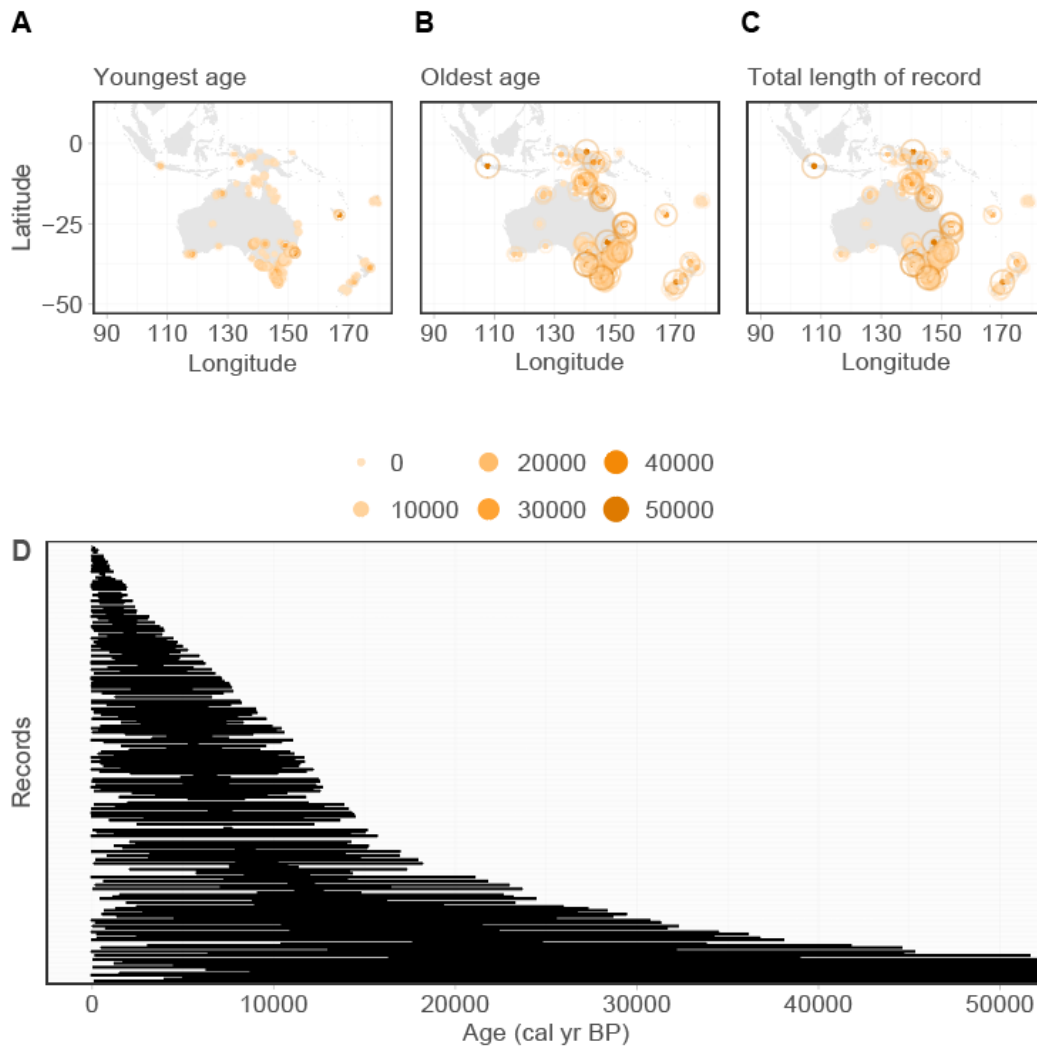 A B C
Youngest age Oldest age Total length of record
0
−25
−50
Latitude
90 110 130 150 170 90 110 130 150 170 90 110 130 150 170
Longitude Longitude Longitude
0 20000 40000
10000 30000 50000
D
Records
0 10000 20000 30000 40000 50000
Age (cal yr BP)